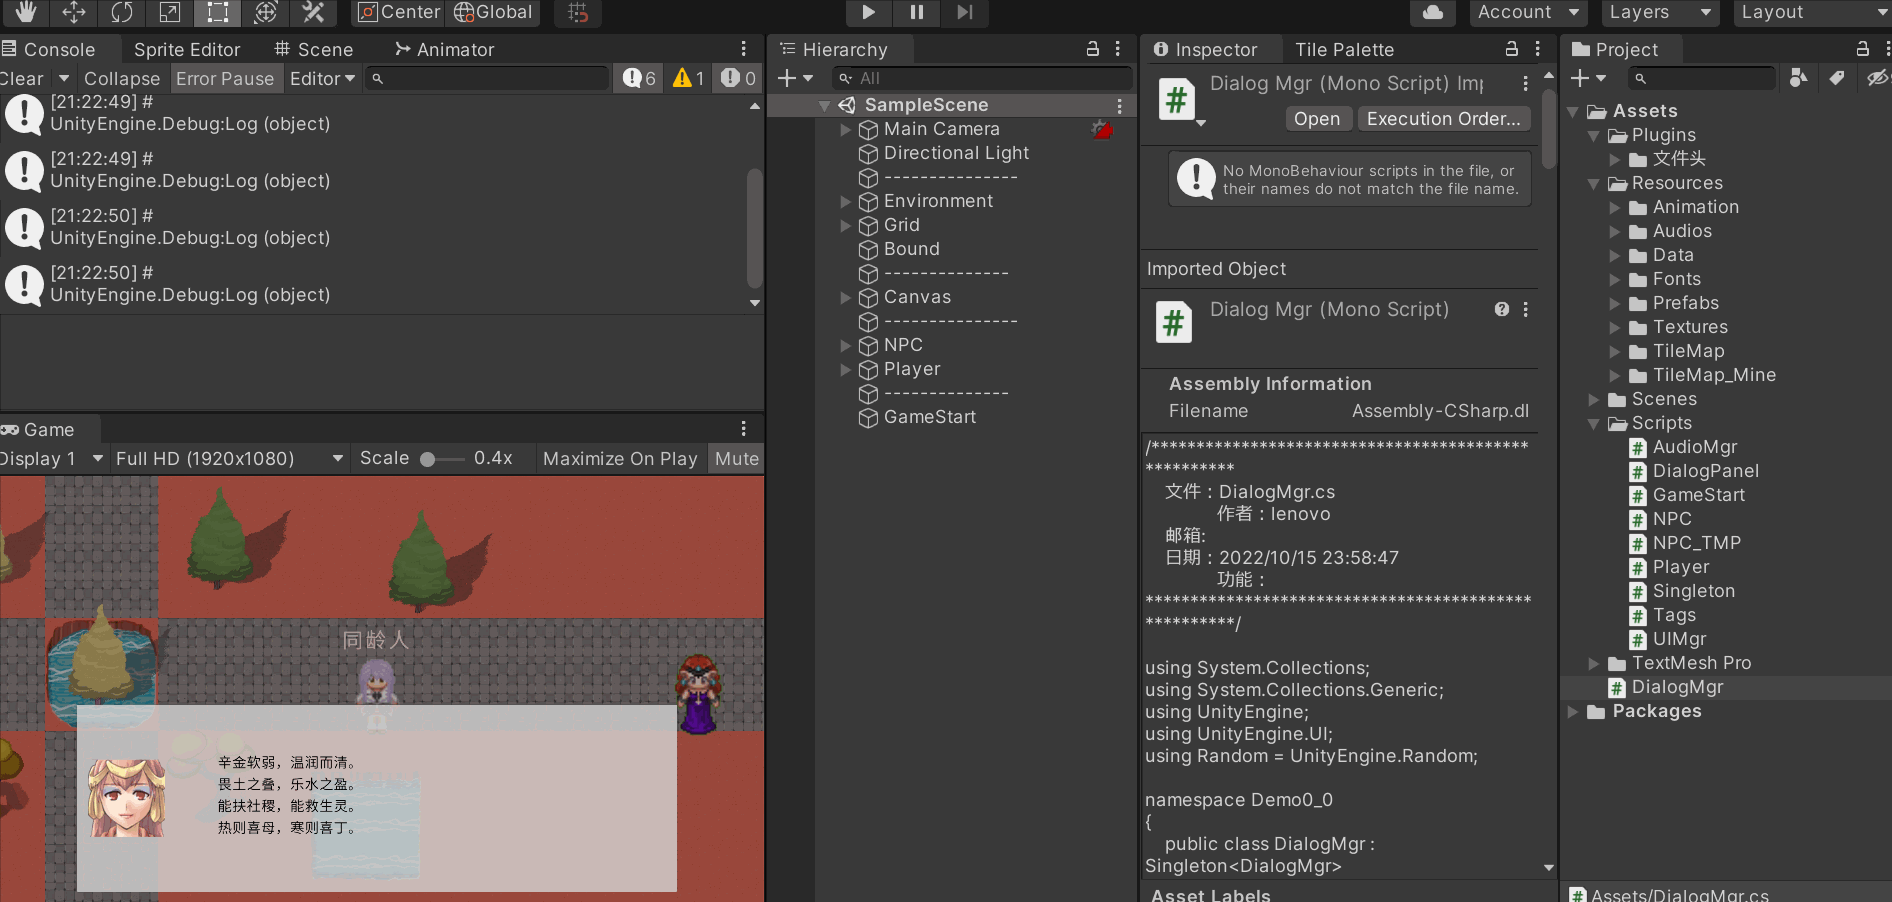 Center
Global
Account
Layers
Layout
Console
Sprite Editor
Scene
Animator
Clear
Collapse
Error Pause
Editor
6
1
0
[21:22:49] #
UnityEngine.Debug:Log (object)
[21:22:49] #
UnityEngine.Debug:Log (object)
[21:22:50] #
UnityEngine.Debug:Log (object)
[21:22:50] #
UnityEngine.Debug:Log (object)
Game
Display 1
Full HD (1920x1080)
Scale
0.4x
Maximize On Play
Mute
同龄人
辛金软弱，温润而清。
畏土之叠，乐水之盈。
能扶社稷，能救生灵。
热则喜母，寒则喜丁。
Hierarchy
All
SampleScene
Main Camera
Directional Light
---------------
Environment
Grid
Bound
--------------
Canvas
---------------
NPC
Player
--------------
GameStart
Inspector
Tile Palette
Dialog Mgr (Mono Script) Imp
Open
Execution Order...
No MonoBehaviour scripts in the file, or
their names do not match the file name.
Imported Object
Dialog Mgr (Mono Script)
Assembly Information
Filename
Assembly-CSharp.dl
/******************************************
**********
文件：DialogMgr.cs
作者：lenovo
邮箱:
日期：2022/10/15 23:58:47
功能：
*******************************************
**********/
using System.Collections;
using System.Collections.Generic;
using UnityEngine;
using UnityEngine.UI;
using Random = UnityEngine.Random;
namespace Demo0_0
{
public class DialogMgr :
Singleton<DialogMgr>
Asset Labels
Project
Assets
Plugins
文件头
Resources
Animation
Audios
Data
Fonts
Prefabs
Textures
TileMap
TileMap_Mine
Scenes
Scripts
AudioMgr
DialogPanel
GameStart
NPC
NPC_TMP
Player
Singleton
Tags
UIMgr
TextMesh Pro
DialogMgr
Packages
Assets/DialogMgr.cs